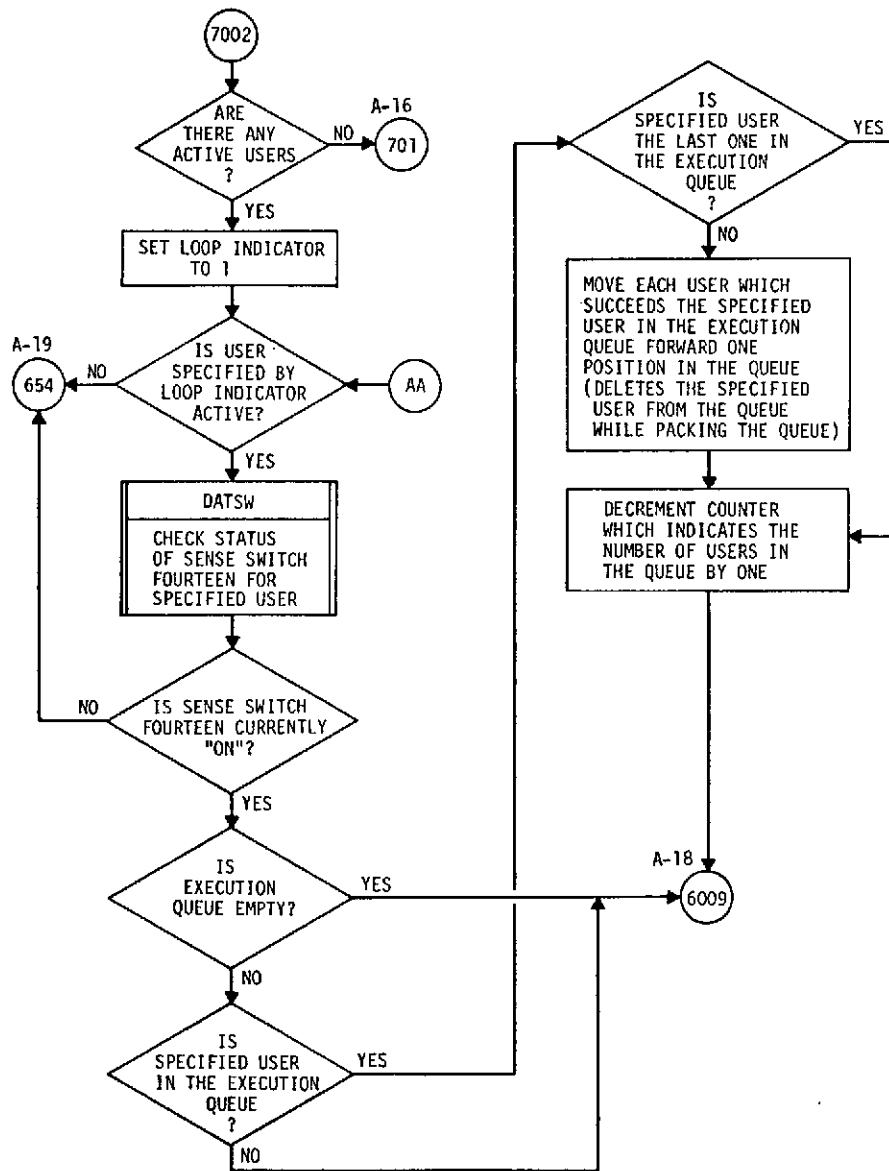 7002
ARE
THERE ANY
ACTIVE USERS
?
NO
A-16
701
YES
SET LOOP INDICATOR
TO 1
A-19
654
NO
IS USER
SPECIFIED BY
LOOP INDICATOR
ACTIVE?
AA
YES
DATSW
CHECK STATUS
OF SENSE SWITCH
FOURTEEN FOR
SPECIFIED USER
NO
IS SENSE SWITCH
FOURTEEN CURRENTLY
"ON"?
YES
IS
EXECUTION
QUEUE EMPTY?
YES
NO
IS
SPECIFIED USER
IN THE EXECUTION
QUEUE
?
YES
NO
IS
SPECIFIED USER
THE LAST ONE IN
THE EXECUTION
QUEUE
?
YES
NO
MOVE EACH USER WHICH
SUCCEEDS THE SPECIFIED
USER IN THE EXECUTION
QUEUE FORWARD ONE
POSITION IN THE QUEUE
(DELETES THE SPECIFIED
USER FROM THE QUEUE
WHILE PACKING THE QUEUE)
DECREMENT COUNTER
WHICH INDICATES THE
NUMBER OF USERS IN
THE QUEUE BY ONE
A-18
6009